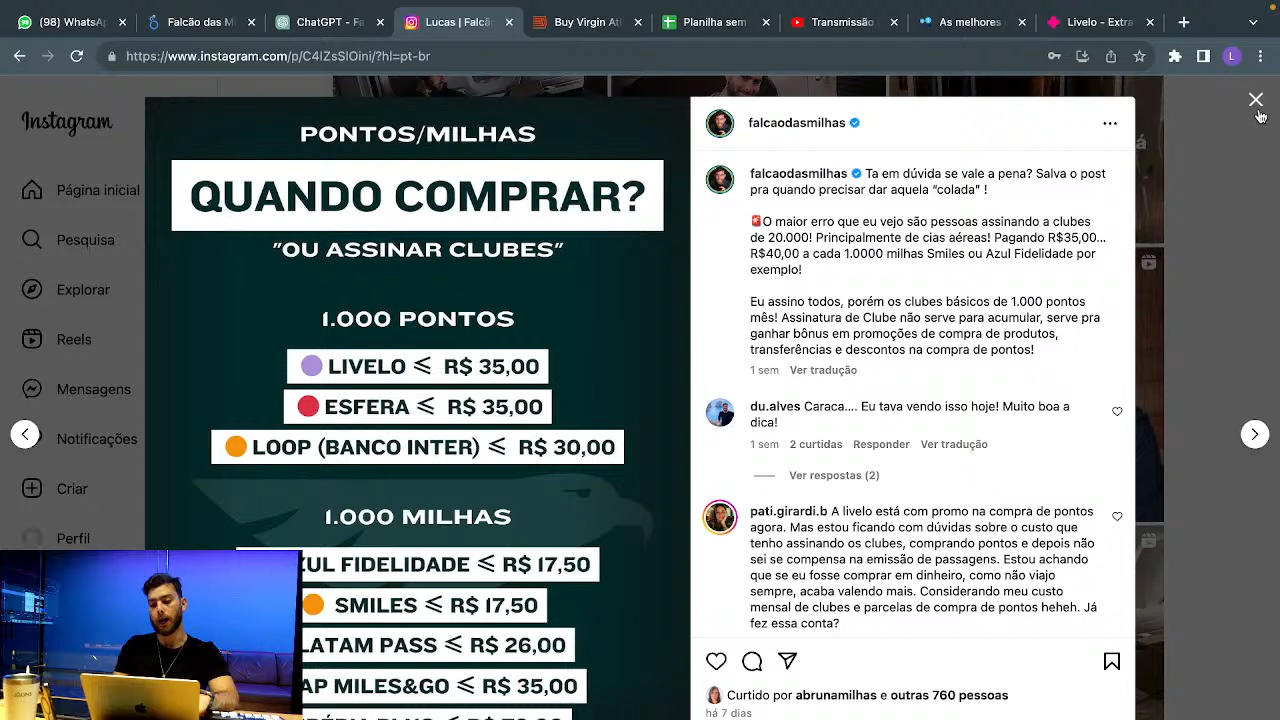 (98) WhatsA
Falcão das Mi
ChatGPT - Fa
Lucas | Falcã
Buy Virgin Atl
Planilha sem
Transmissão
As melhores
Livelo - Extra
https://www.instagram.com/p/C4IZsSIOini/?hl=pt-br
L
Instagram
Página inicial
Pesquisa
Explorar
Reels
Mensagens
Notificações
Criar
Perfil
PONTOS/MILHAS
QUANDO COMPRAR?
"OU ASSINAR CLUBES"
1.000 PONTOS
LIVELO ⩽ R$ 35,00
ESFERA ⩽ R$ 35,00
LOOP (BANCO INTER) ⩽ R$ 30,00
1.000 MILHAS
ZUL FIDELIDADE ⩽ R$ 17,50
SMILES ⩽ R$ 17,50
LATAM PASS ⩽ R$ 26,00
AP MILES&GO ⩽ R$ 35,00
falcaodasmilhas
falcaodasmilhas Ta em dúvida se vale a pena? Salva o post
pra quando precisar dar aquela “colada” !
🚨O maior erro que eu vejo são pessoas assinando a clubes
de 20.000! Principalmente de cias aéreas! Pagando R$35,00...
R$40,00 a cada 1.0000 milhas Smiles ou Azul Fidelidade por
exemplo!
Eu assino todos, porém os clubes básicos de 1.000 pontos
mês! Assinatura de Clube não serve para acumular, serve pra
ganhar bônus em promoções de compra de produtos,
transferências e descontos na compra de pontos!
1 sem Ver tradução
du.alves Caraca.... Eu tava vendo isso hoje! Muito boa a
dica!
1 sem 2 curtidas Responder Ver tradução
Ver respostas (2)
pati.girardi.b A livelo está com promo na compra de pontos
agora. Mas estou ficando com dúvidas sobre o custo que
tenho assinando os clubes, comprando pontos e depois não
sei se compensa na emissão de passagens. Estou achando
que se eu fosse comprar em dinheiro, como não viajo
sempre, acaba valendo mais. Considerando meu custo
mensal de clubes e parcelas de compra de pontos heheh. Já
fez essa conta?
Curtido por abrunamilhas e outras 760 pessoas
há 7 dias